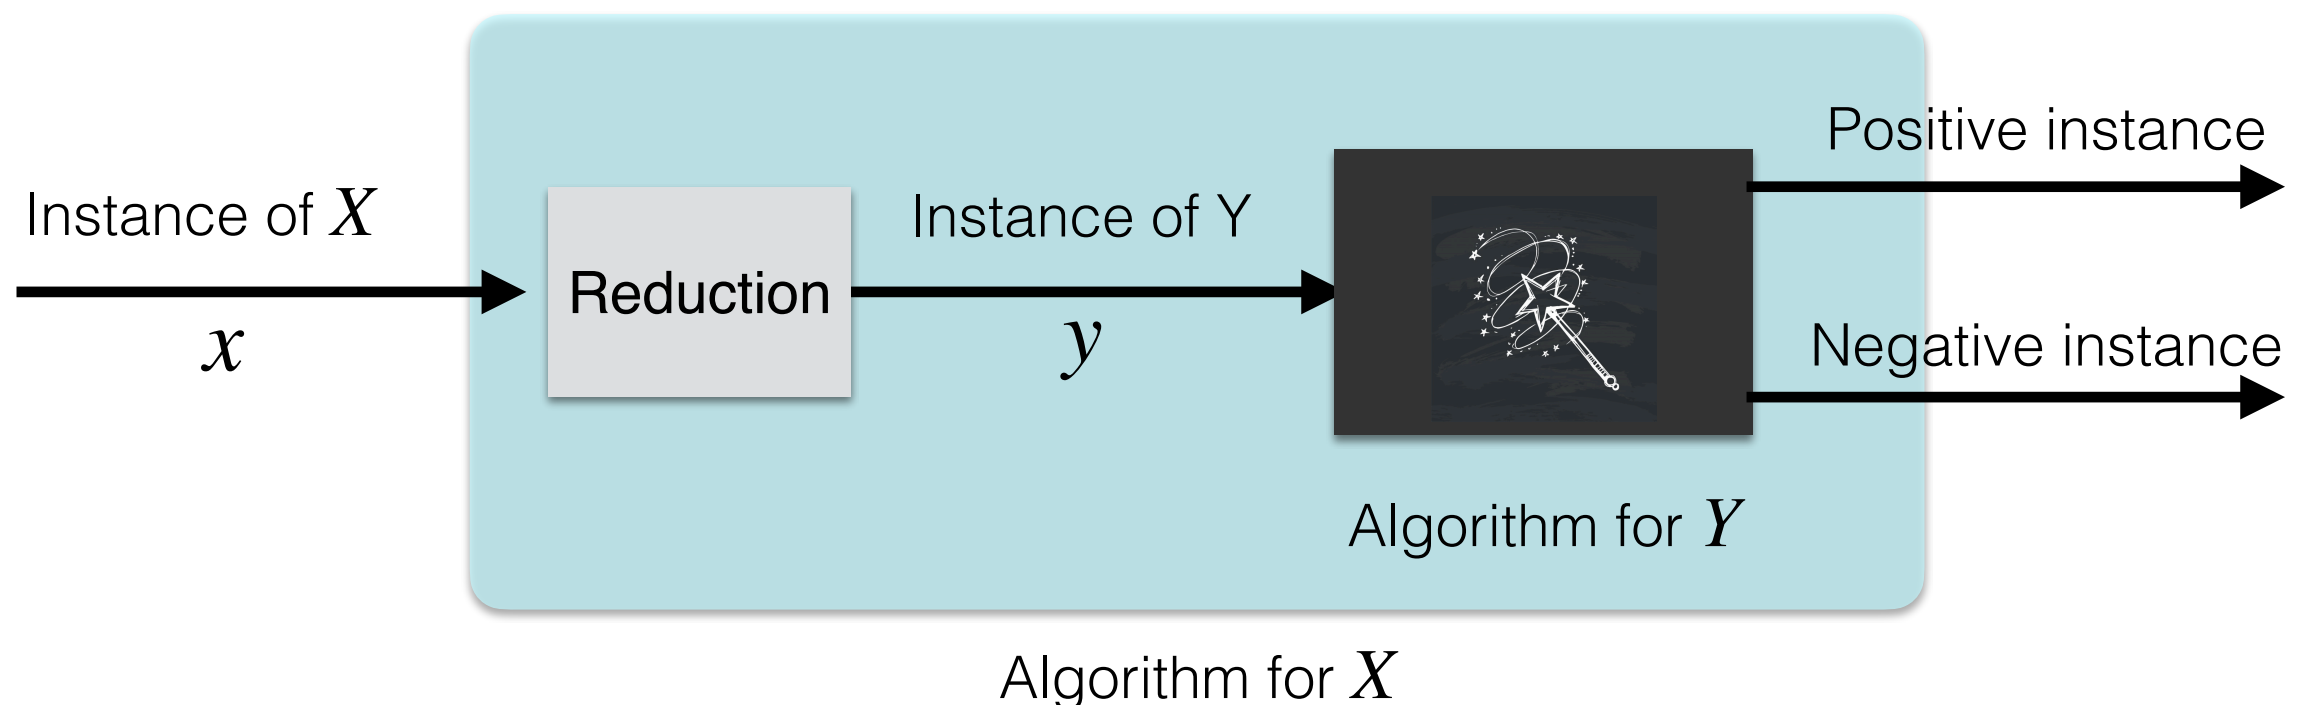 Positive instance
Instance of X
Instance of Y
Reduction
x
y
Negative instance
Algorithm for Y
Algorithm for X